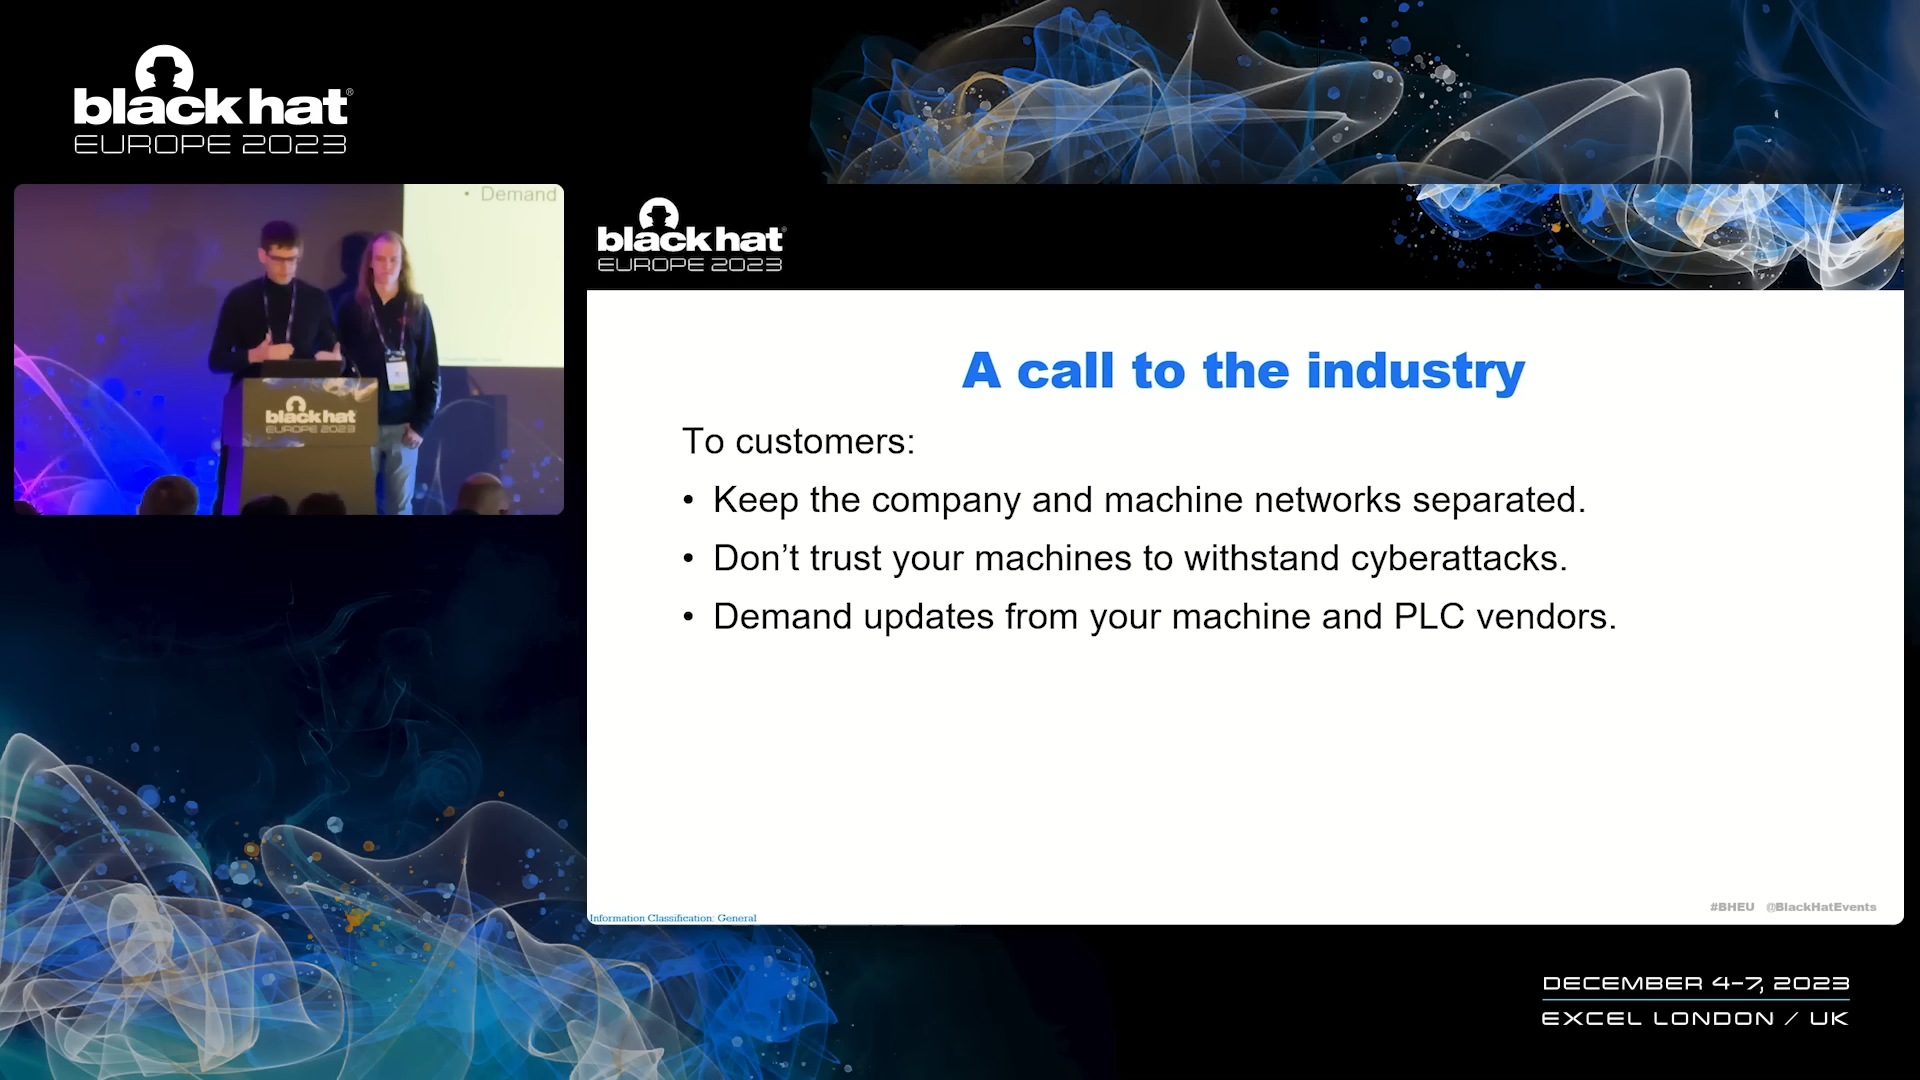 black hat®
EUROPE 2023
• Demand
black hat
EUROPE 2023
black hat®
EUROPE 2023
A call to the industry
To customers:
• Keep the company and machine networks separated.
• Don’t trust your machines to withstand cyberattacks.
• Demand updates from your machine and PLC vendors.
Information Classification: General
#BHEU @BlackHatEvents
DECEMBER 4-7, 2023
EXCEL LONDON / UK